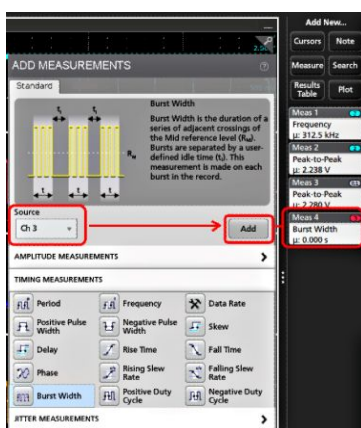 Add New...
Cursors
Note
Measure
Search
Results Table
Plot
ADD MEASUREMENTS
Standard
Burst Width
Burst Width is the duration of a
series of adjacent crossings of
the Mid reference level (RM).
Bursts are separated by a user-
defined idle time (tI). This
measurement is made on each
burst in the record.
RM
tI
tI
t
t
t
Source
Ch 3
Add
AMPLITUDE MEASUREMENTS
TIMING MEASUREMENTS
Period
Frequency
Data Rate
Positive Pulse Width
Negative Pulse Width
Skew
Delay
Rise Time
Fall Time
Phase
Rising Slew Rate
Falling Slew Rate
Burst Width
Positive Duty Cycle
Negative Duty Cycle
JITTER MEASUREMENTS
Meas 1
Frequency
µ: 312.5 kHz
Meas 2
Peak-to-Peak
µ: 2.238 V
Meas 3
Peak-to-Peak
µ: 2.280 V
Meas 4
Burst Width
µ: 0.000 s